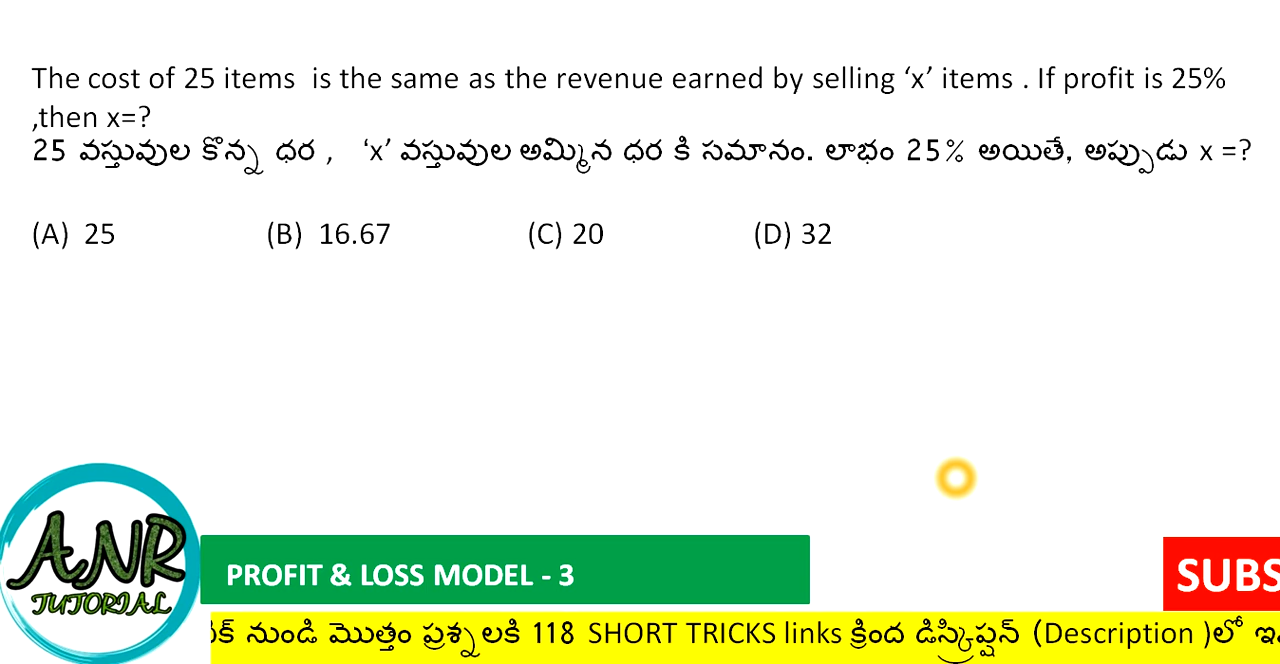 The cost of 25 items is the same as the revenue earned by selling ‘x’ items . If profit is 25%
,then x=?
25 వస్తువుల కొన్న ధర , ‘x’ వస్తువుల అమ్మిన ధర కి సమానం. లాభం 25% అయితే, అప్పుడు x =?
(A) 25 (B) 16.67 (C) 20 (D) 32
ANR
TUTORIAL
PROFIT & LOSS MODEL - 3
SUBS
నుండి మొత్తం ప్రశ్నలకి 118 SHORT TRICKS links క్రింద డిస్క్రిప్షన్ (Description )లో